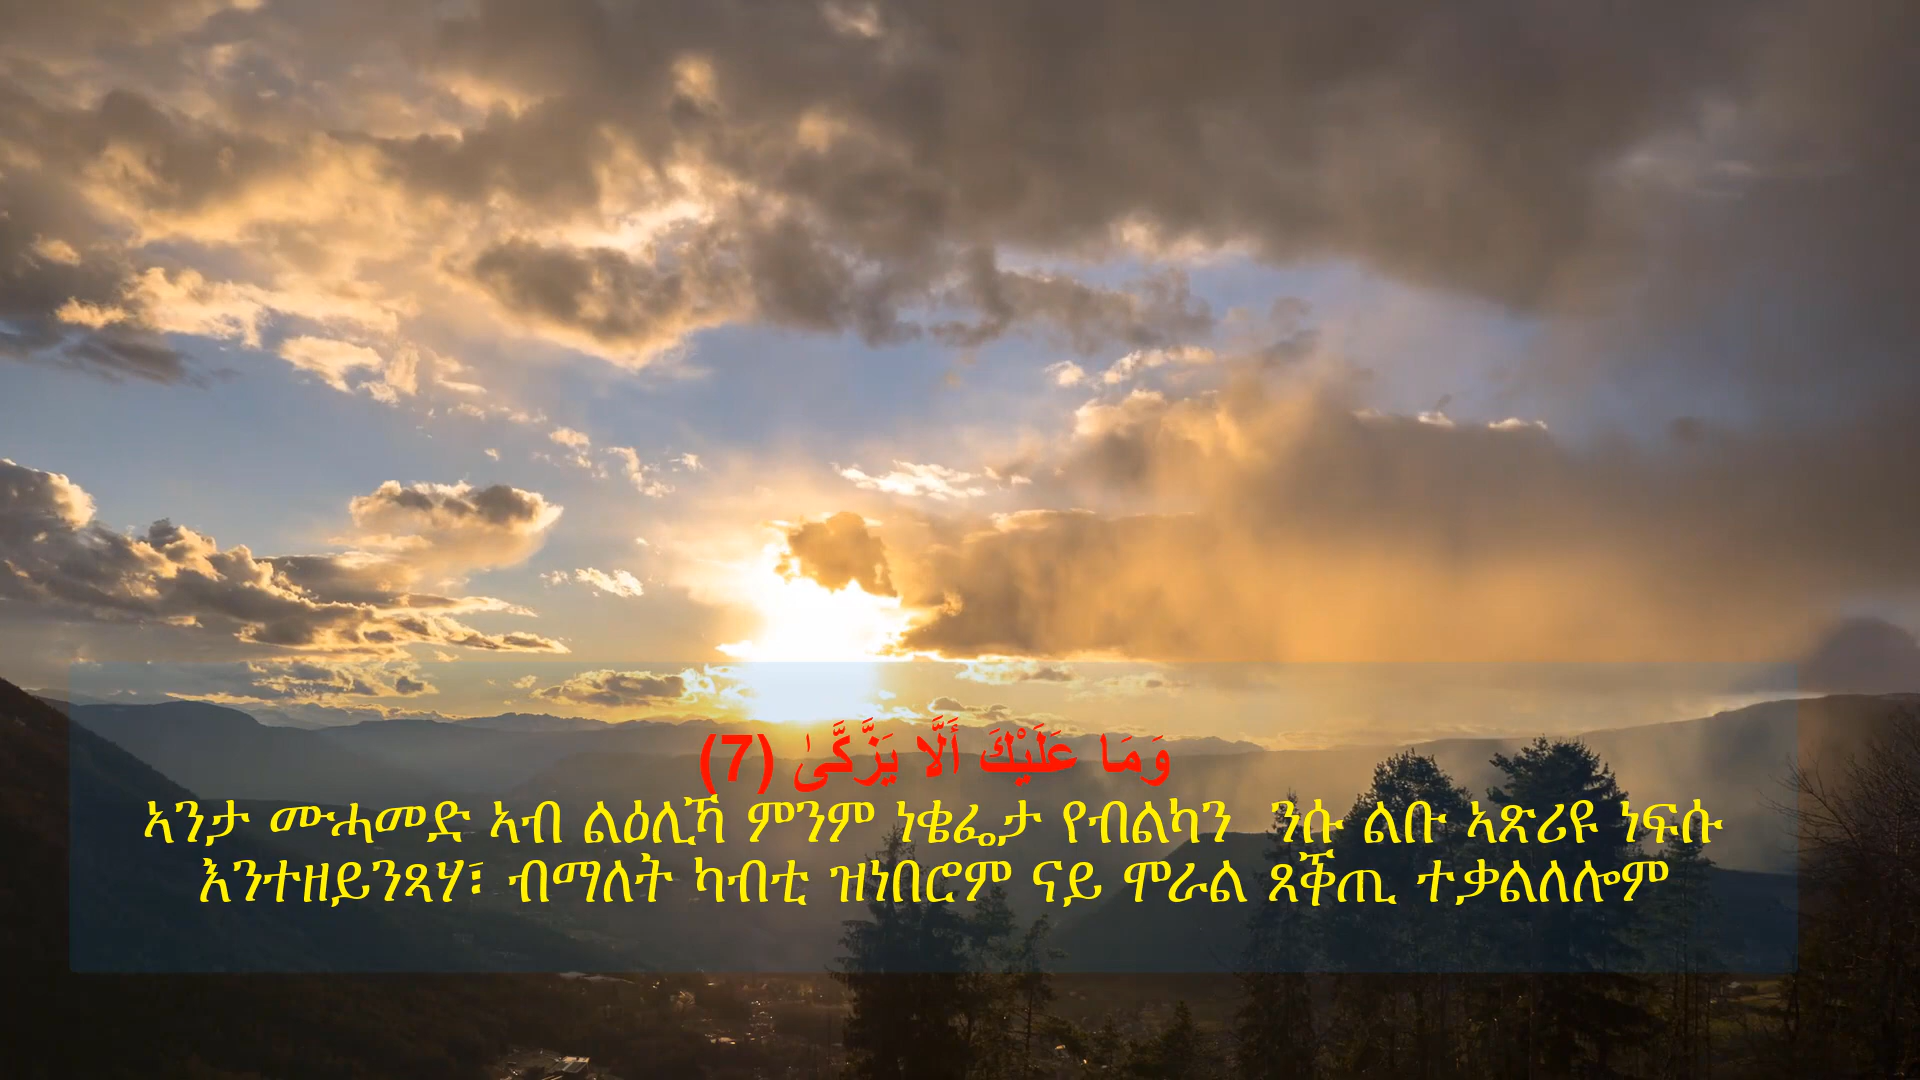 وَمَا عَلَيْكَ أَلَّا يَزَّكَّىٰ (7)
ኣንታ ሙሓመድ ኣብ ልዕሊኻ ምንም ነቄፌታ የብልካን ንሱ ልቡ ኣጽሪዩ ነፍሱ
እንተዘይንጻሃ፣ ብማለት ካብቲ ዝነበሮም ናይ ሞራል ጸቕጢ ተቃልለሎም